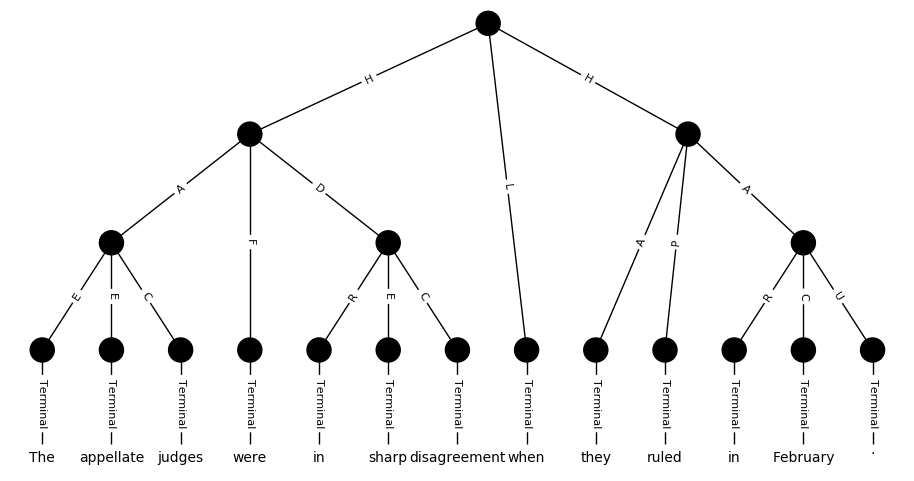 H
H
A
D
L
A
F
A
P
E
E
C
R
E
C
R
C
U
Terminal Terminal Terminal Terminal Terminal Terminal Terminal Terminal Terminal Terminal Terminal Terminal Terminal
The appellate judges were in sharp disagreement when they ruled in February .